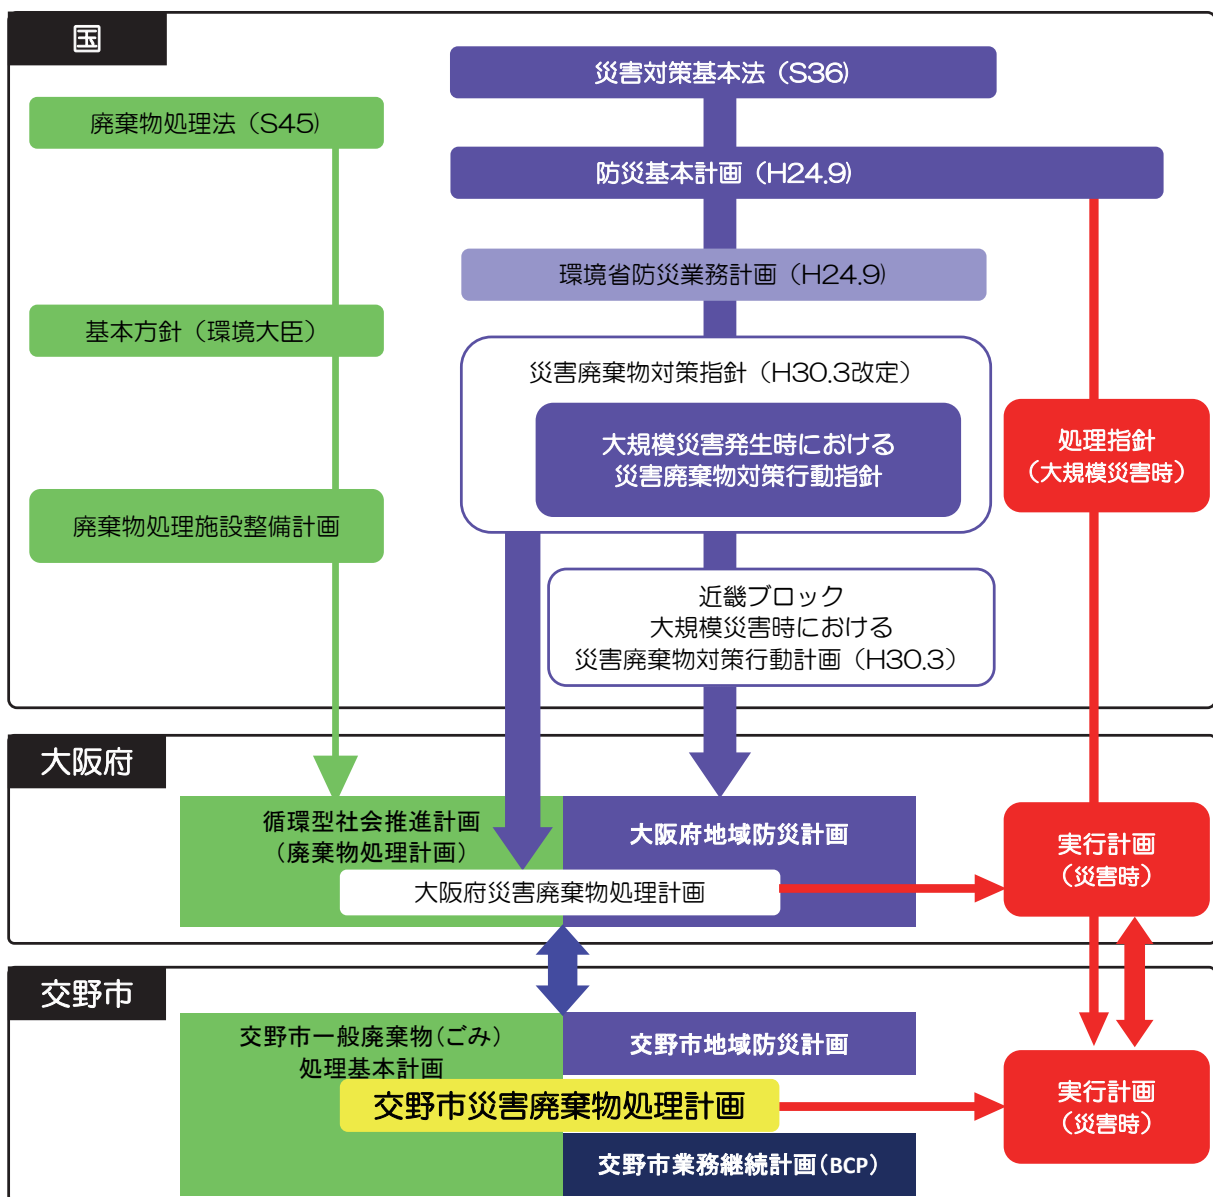 国
災害対策基本法（S36）
廃棄物処理法（S45）
防災基本計画（H24.9）
環境省防災業務計画（H24.9）
基本方針（環境大臣）
災害廃棄物対策指針（H30.3改定）
大規模災害発生時における
災害廃棄物対策行動指針
処理指針
（大規模災害時）
廃棄物処理施設整備計画
近畿ブロック
大規模災害時における
災害廃棄物対策行動計画（H30.3）
大阪府
循環型社会推進計画
（廃棄物処理計画）
大阪府地域防災計画
大阪府災害廃棄物処理計画
実行計画
（災害時）
交野市
交野市一般廃棄物（ごみ）
処理基本計画
交野市地域防災計画
交野市災害廃棄物処理計画
交野市業務継続計画（BCP）
実行計画
（災害時）